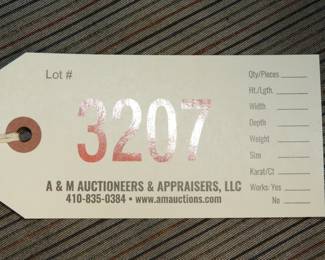 Lot #
3207
A & M AUCTIONEERS & APPRAISERS, LLC
410-835-0384 • www.amauctions.com
Qty/Pieces
Ht./Lgth.
Width
Depth
Weight
Size
Karat/Ct
Works: Yes
No